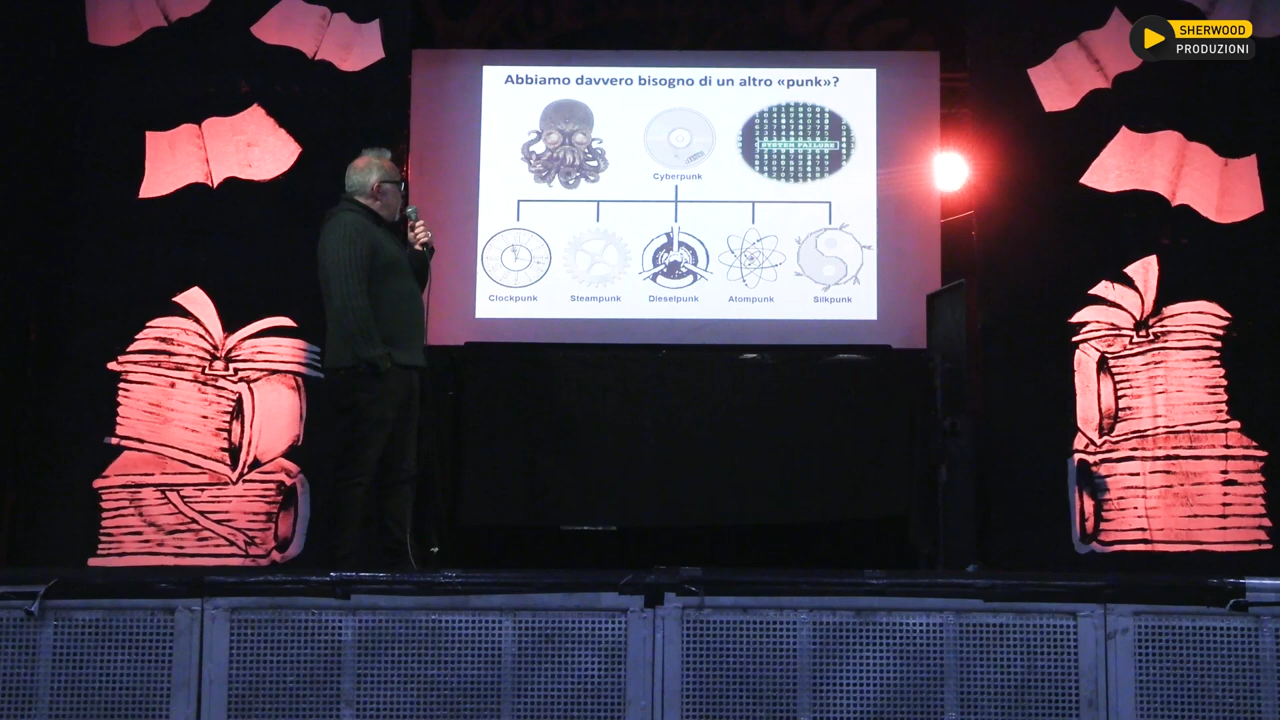 SHERWOOD
PRODUZIONI
Abbiamo davvero bisogno di un altro «punk»?
SYSTEM FAILURE
Cyberpunk
Clockpunk
Steampunk
Dieselpunk
Atompunk
Silkpunk